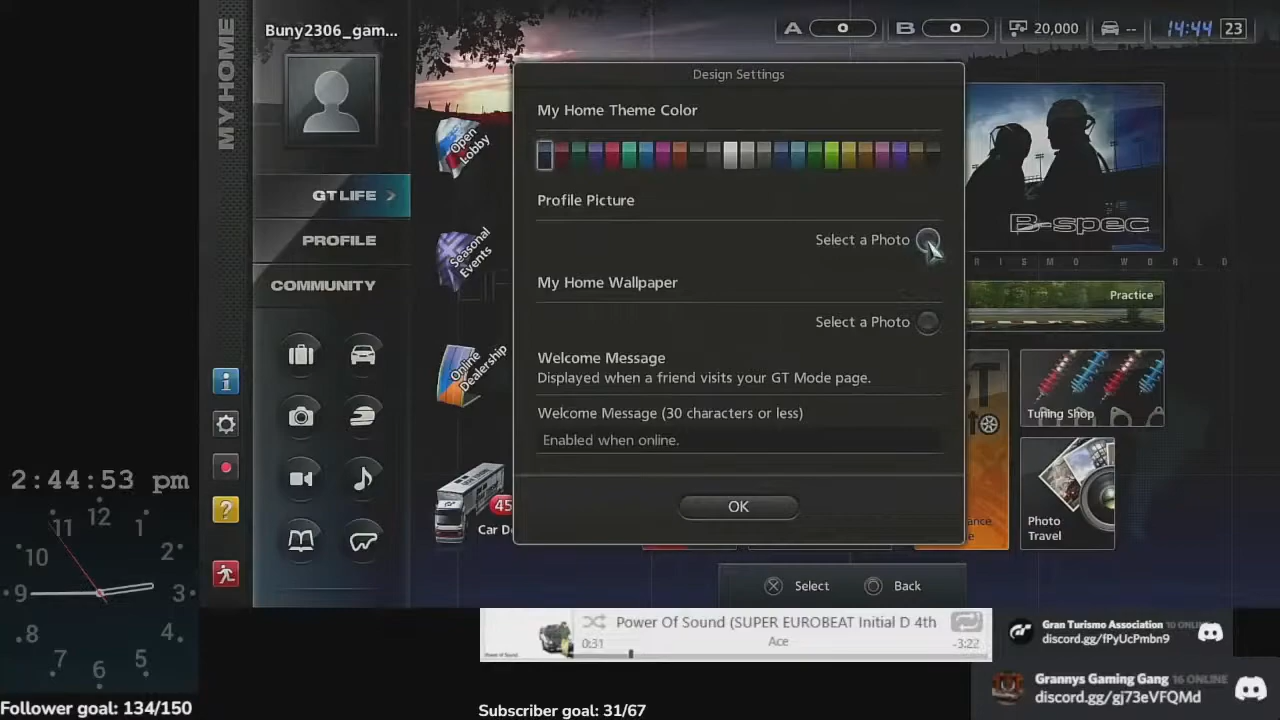 MY HOME
Buny2306_gam...
A 0
B 0
20,000
--
14:44 23
GT LIFE
PROFILE
COMMUNITY
Open Lobby
Seasonal Events
Online Dealership
45
Design Settings
My Home Theme Color
Profile Picture
Select a Photo
My Home Wallpaper
Select a Photo
Welcome Message
Displayed when a friend visits your GT Mode page.
Welcome Message (30 characters or less)
Enabled when online.
OK
B-spec
Practice
Tuning Shop
Photo
Travel
Select
Back
2:44:53 pm
12
1
2
3
4
5
6
7
8
9
10
11
Follower goal: 134/150
Power Of Sound (SUPER EUROBEAT Initial D 4th
0:31
Ace
-3:22
Subscriber goal: 31/67
Gran Turismo Association
discord.gg/fPyUcPmbn9
Grannys Gaming Gang 16 ONLINE
discord.gg/gj73eVFQMd